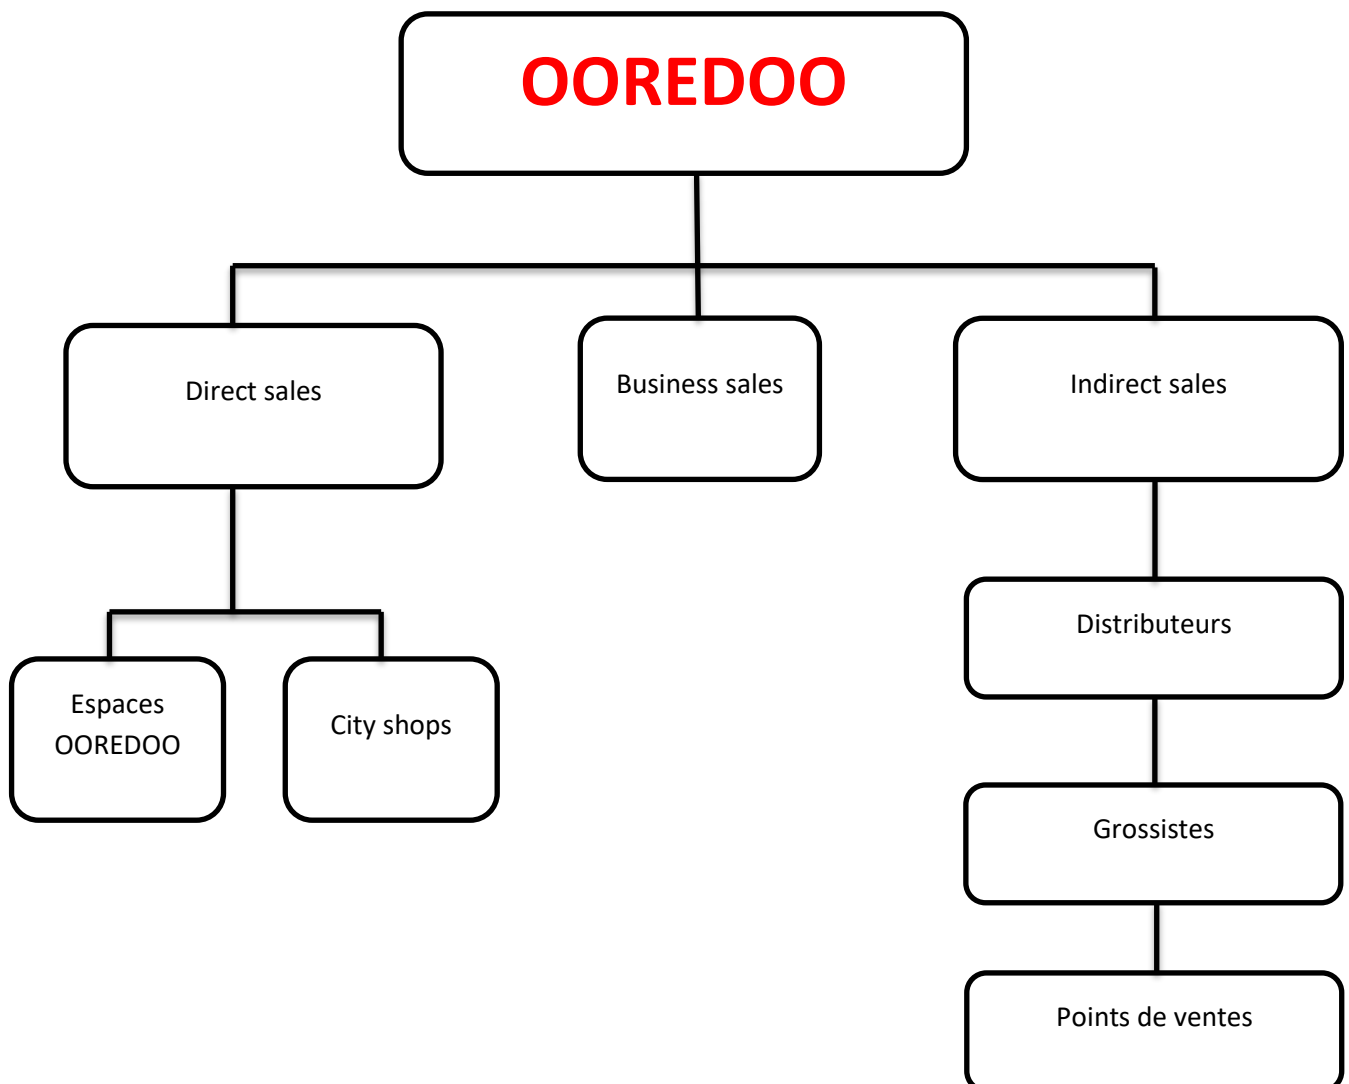 OOREDOO
Direct sales
Business sales
Indirect sales
Distributeurs
Espaces
OOREDOO
City shops
Grossistes
Points de ventes